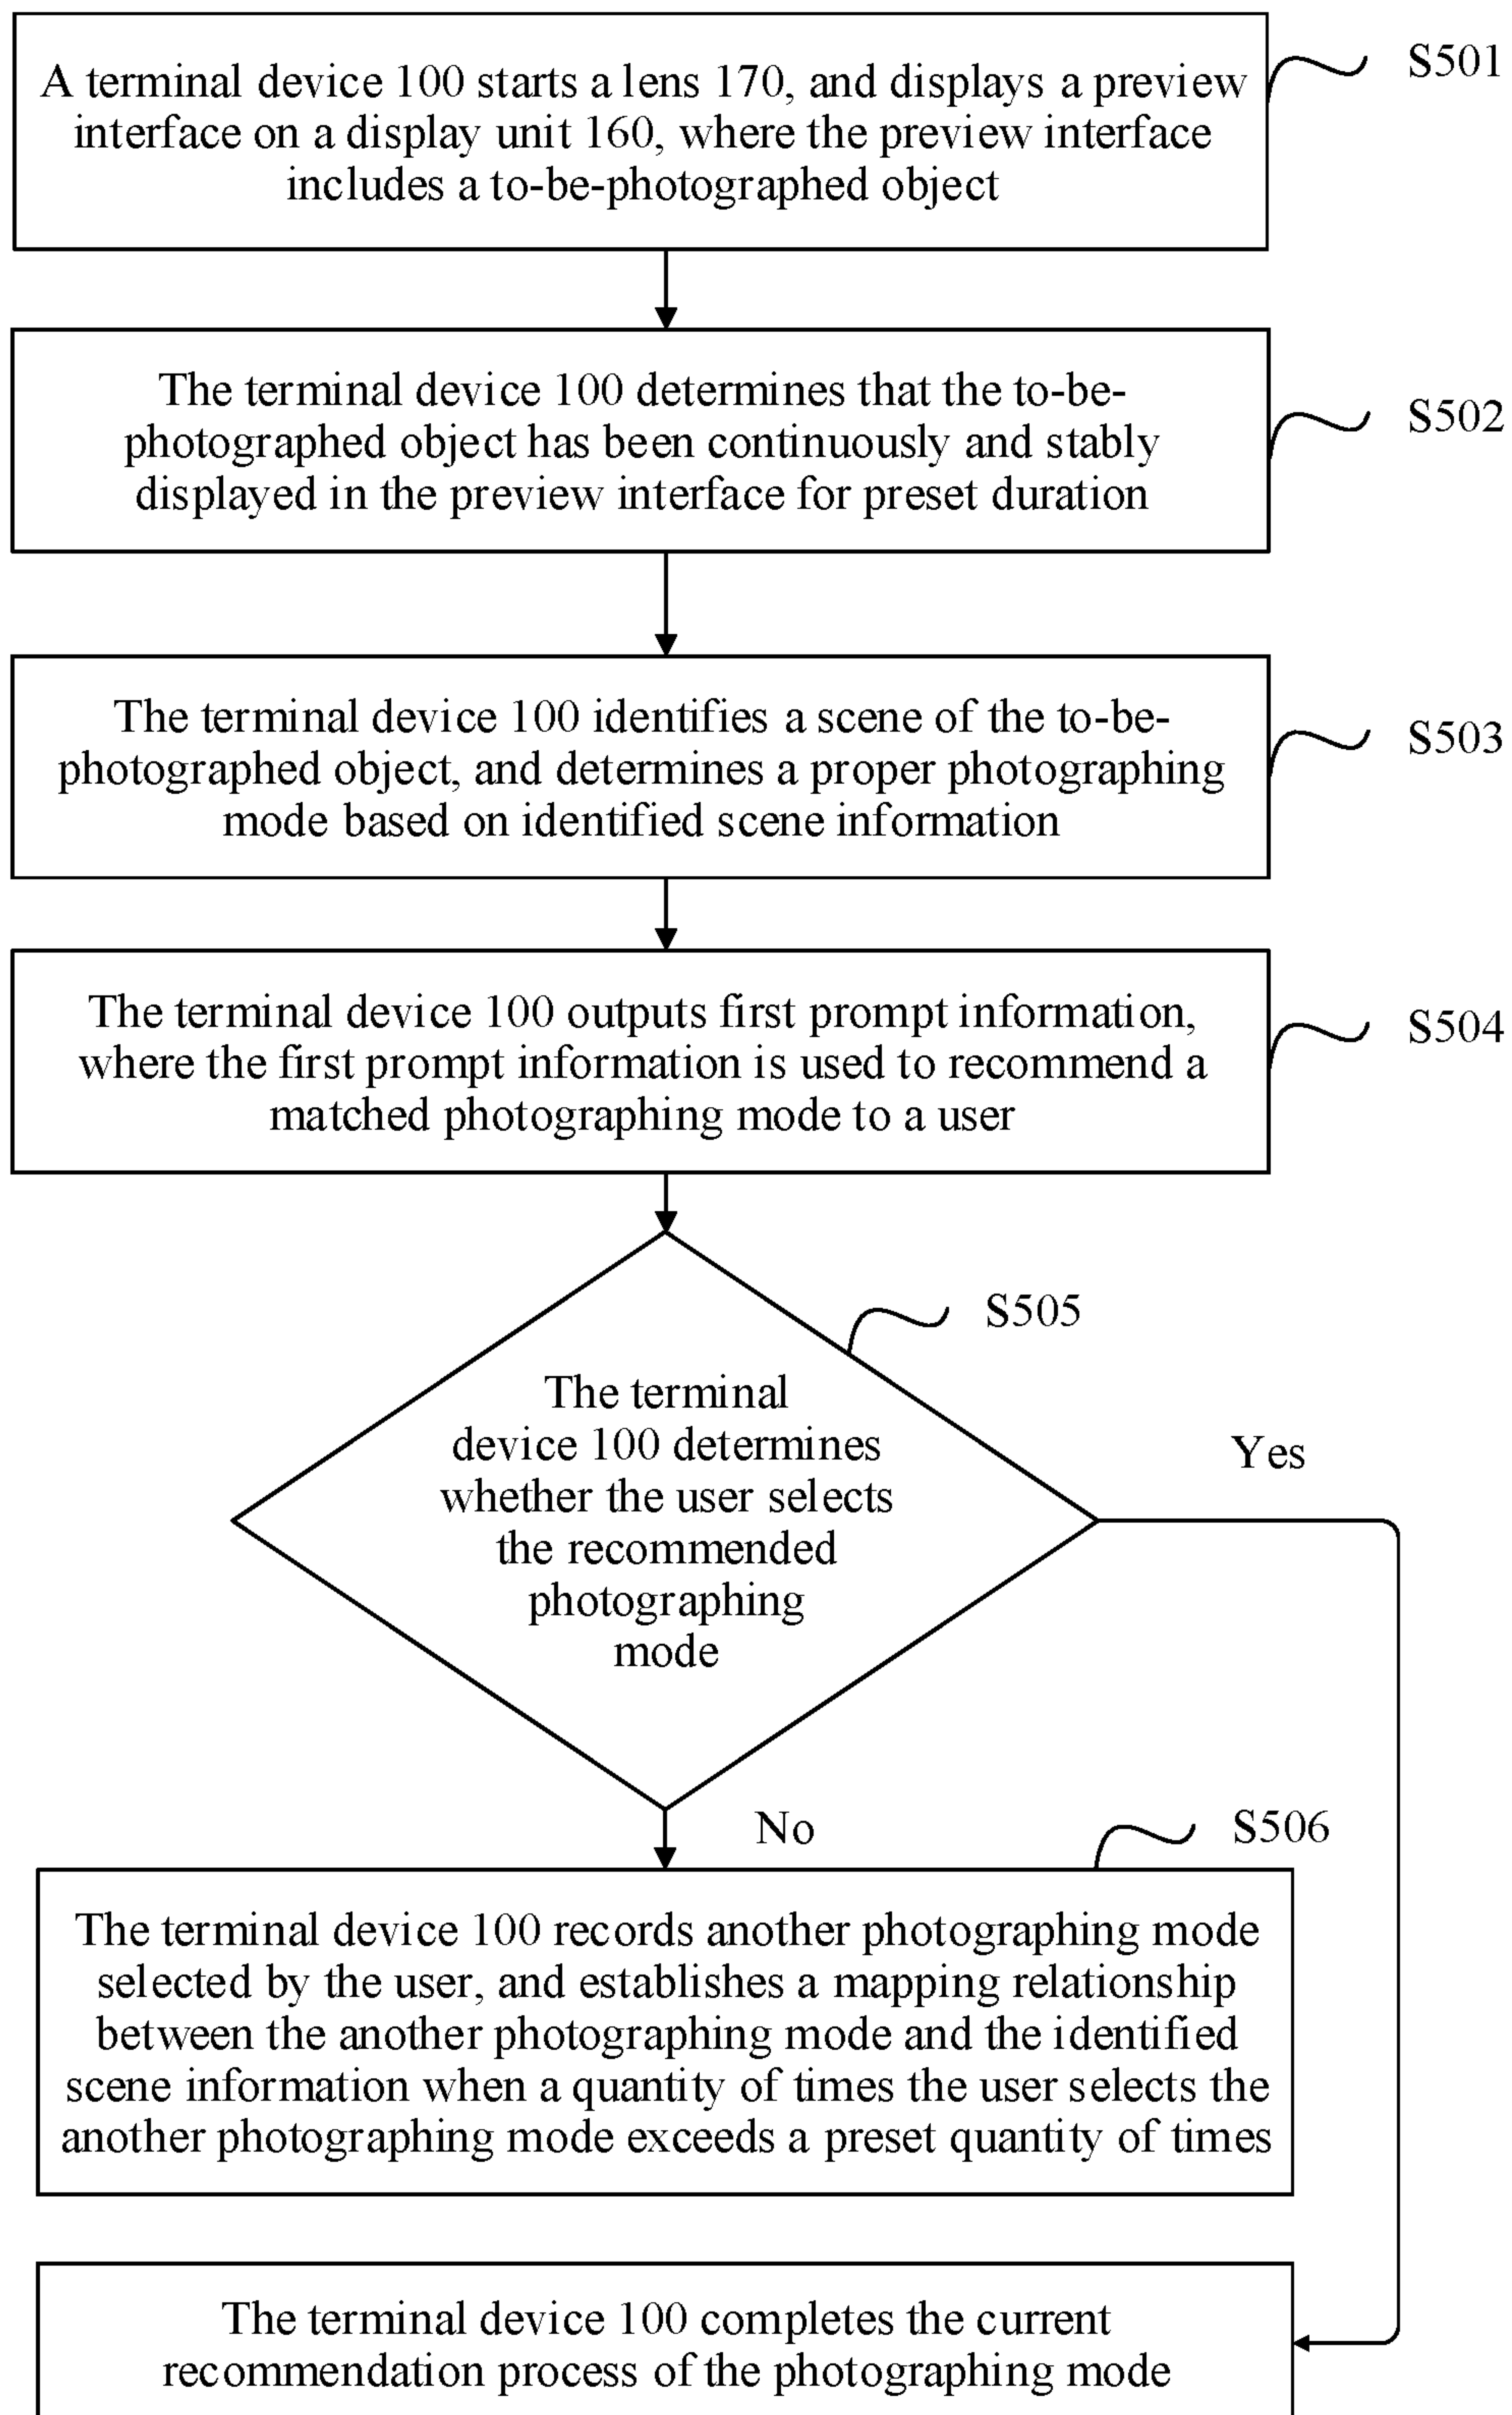 A terminal device 100 starts a lens 170, and displays a preview
interface on a display unit 160, where the preview interface
includes a to-be-photographed object
S501
The terminal device 100 determines that the to-be-
photographed object has been continuously and stably
displayed in the preview interface for preset duration
S502
The terminal device 100 identifies a scene of the to-be-
photographed object, and determines a proper photographing
mode based on identified scene information
S503
The terminal device 100 outputs first prompt information,
where the first prompt information is used to recommend a
matched photographing mode to a user
S504
S505
The terminal
device 100 determines
whether the user selects
the recommended
photographing
mode
Yes
No
S506
The terminal device 100 records another photographing mode
selected by the user, and establishes a mapping relationship
between the another photographing mode and the identified
scene information when a quantity of times the user selects the
another photographing mode exceeds a preset quantity of times
The terminal device 100 completes the current
recommendation process of the photographing mode